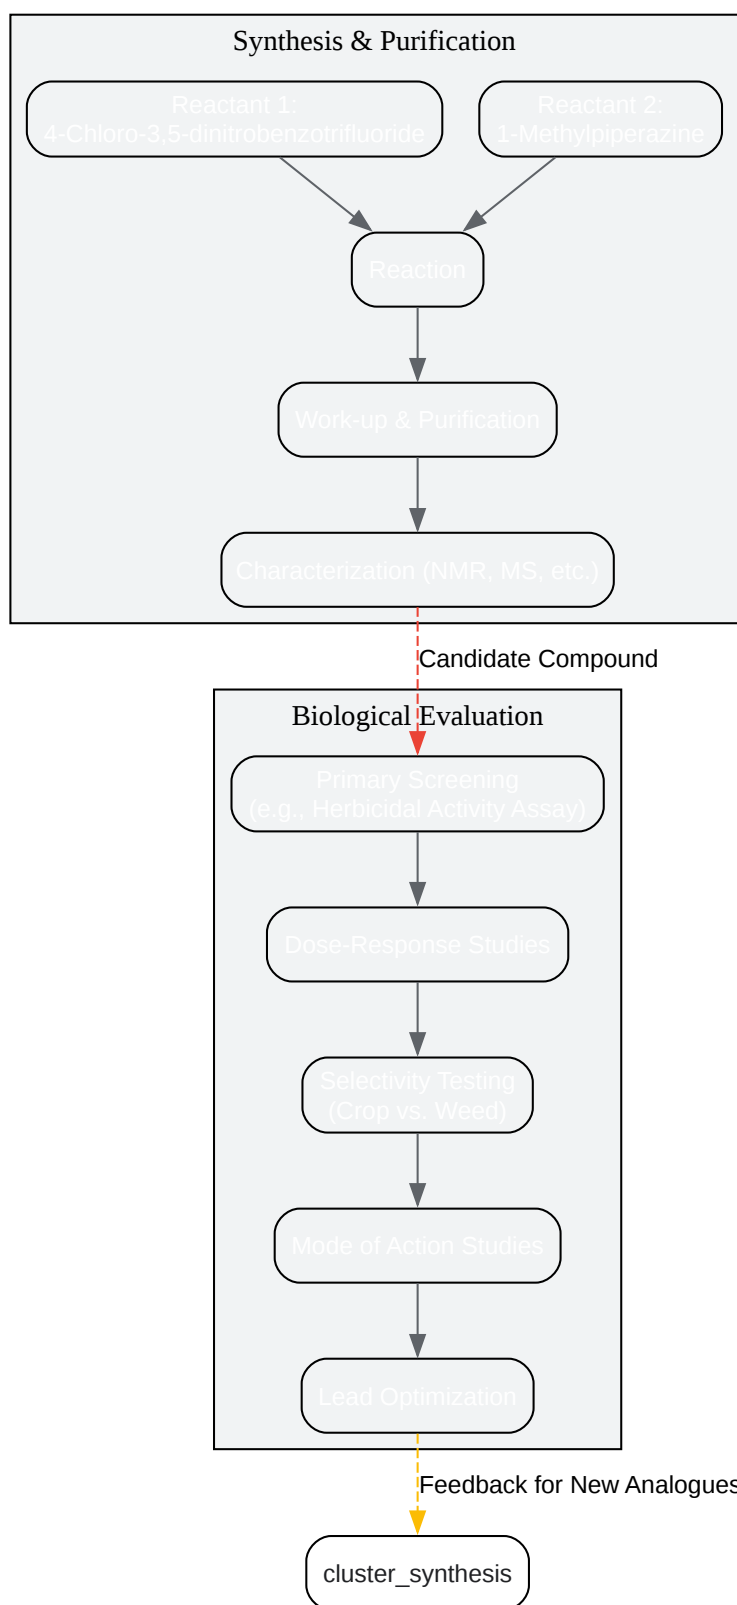 Synthesis & Purification
Reactant 1:
4-Chloro-3,5-dinitrobenzotrifluoride
Reactant 2:
1-Methylpiperazine
Reaction
Work-up & Purification
Characterization (NMR, MS, etc.)
Candidate Compound
Biological Evaluation
Primary Screening
(e.g., Herbicidal Activity Assay)
Dose-Response Studies
Selectivity Testing
(Crop vs. Weed)
Mode of Action Studies
Lead Optimization
Feedback for New Analogues
cluster_synthesis